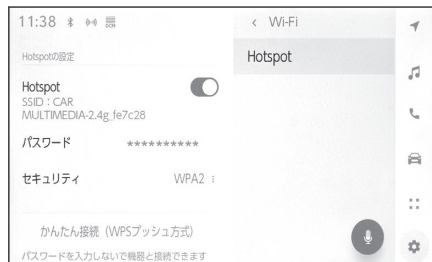 11:38
Hotspotの設定
Hotspot
SSID：CAR
MULTIMEDIA-2.4g_fe7c28
パスワード **********
セキュリティ WPA2
かんたん接続（WPSプッシュ方式）
パスワードを入力しないで機器と接続できます
Wi-Fi
Hotspot